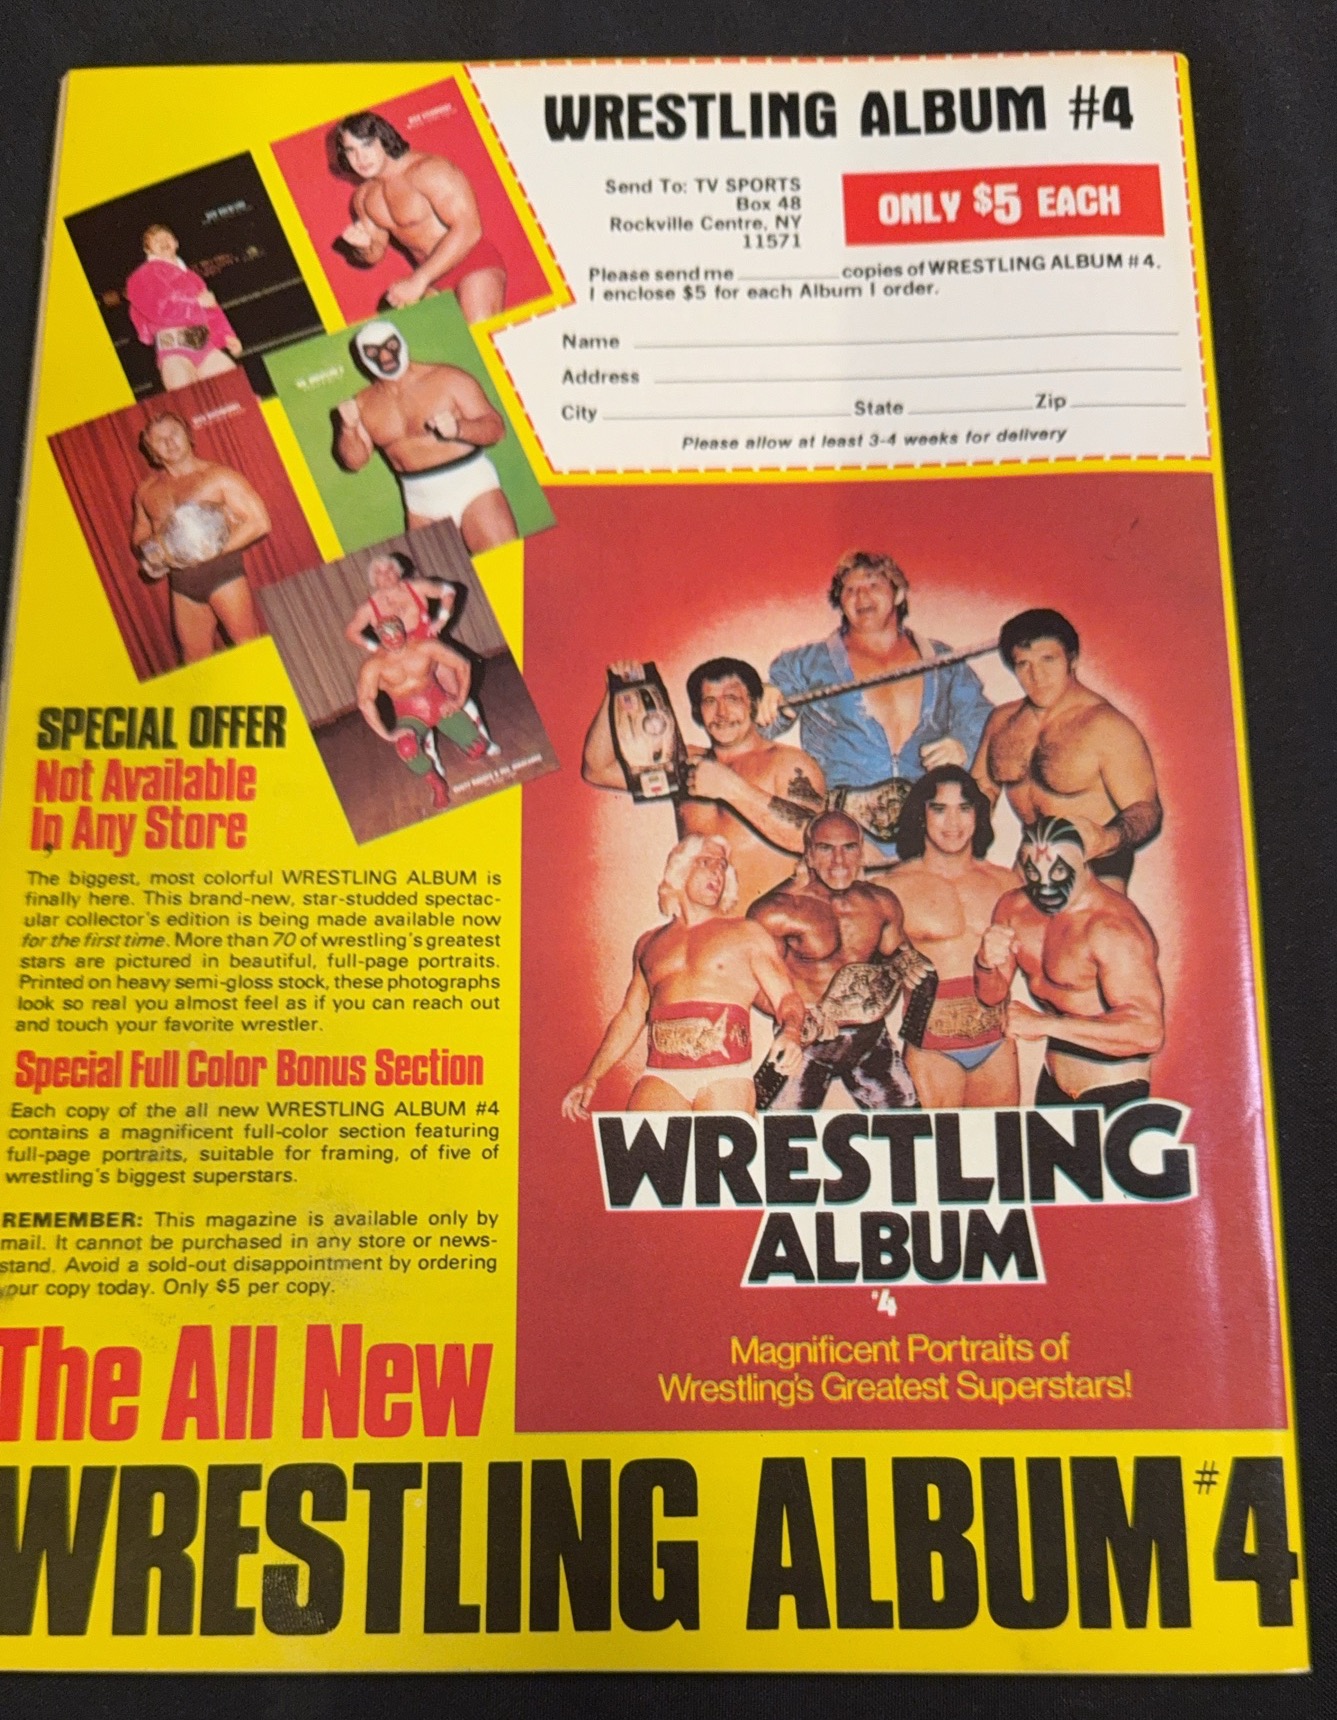 WRESTLING ALBUM #4
Send To: TV SPORTS
Box 48
Rockville Centre, NY
11571
ONLY $5 EACH
Please send me ________ copies of WRESTLING ALBUM #4.
I enclose $5 for each Album I order.
Name
Address
City State Zip
Please allow at least 3-4 weeks for delivery
SPECIAL OFFER
Not Available
In Any Store
The biggest, most colorful WRESTLING ALBUM is
finally here. This brand-new, star-studded spectac-
ular collector's edition is being made available now
for the first time. More than 70 of wrestling's greatest
stars are pictured in beautiful, full-page portraits.
Printed on heavy semi-gloss stock, these photographs
look so real you almost feel as if you can reach out
and touch your favorite wrestler.
Special Full Color Bonus Section
Each copy of the all new WRESTLING ALBUM #4
contains a magnificent full-color section featuring
full-page portraits, suitable for framing, of five of
wrestling's biggest superstars.
REMEMBER: This magazine is available only by
mail. It cannot be purchased in any store or news-
stand. Avoid a sold-out disappointment by ordering
your copy today. Only $5 per copy.
WRESTLING
ALBUM
#4
Magnificent Portraits of
Wrestling's Greatest Superstars!
The All New
WRESTLING ALBUM #4